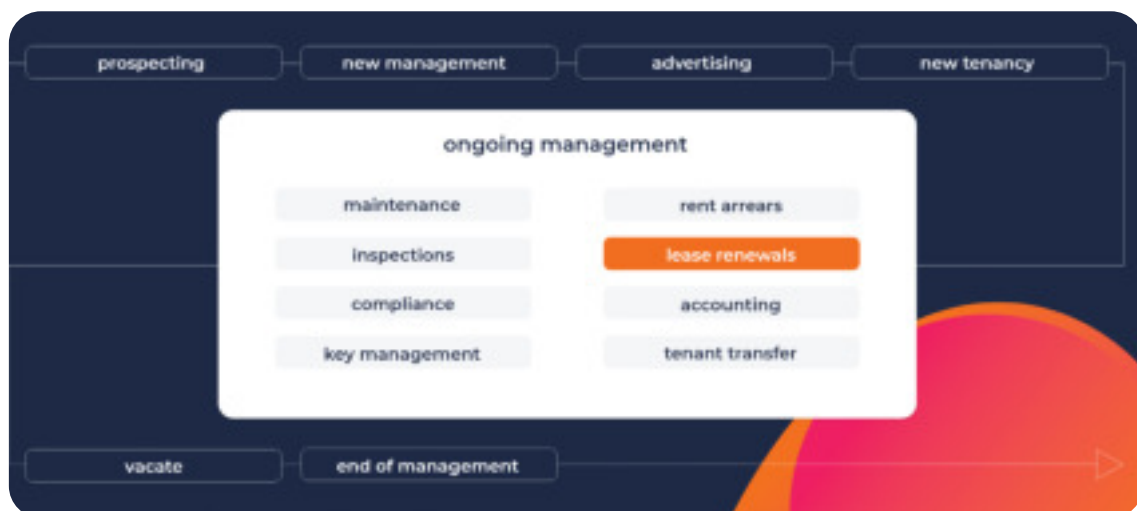 prospecting
new management
advertising
new tenancy
ongoing management
maintenance
rent arrears
inspections
lease renewals
compliance
accounting
key management
tenant transfer
vacate
end of management